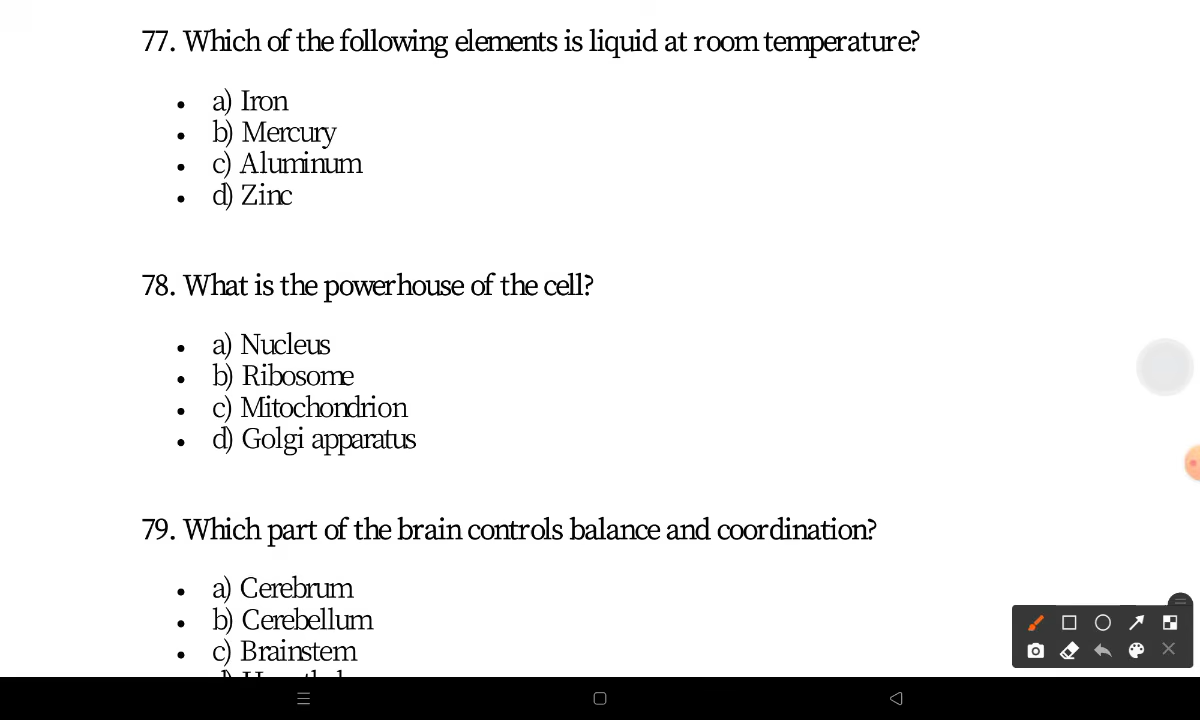 77. Which of the following elements is liquid at room temperature?
• a) Iron
• b) Mercury
• c) Aluminum
• d) Zinc
78. What is the powerhouse of the cell?
• a) Nucleus
• b) Ribosome
• c) Mitochondrion
• d) Golgi apparatus
79. Which part of the brain controls balance and coordination?
• a) Cerebrum
• b) Cerebellum
• c) Brainstem